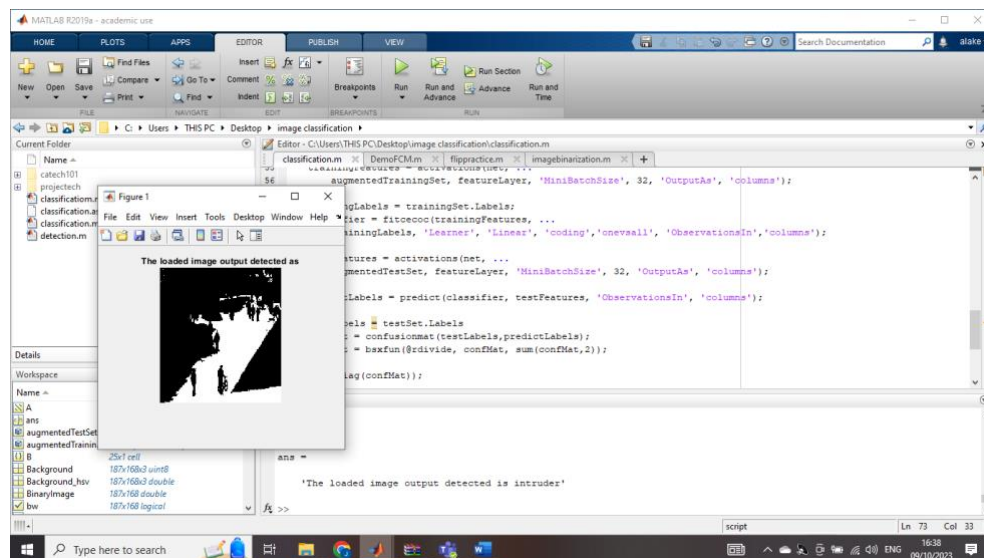 MATLAB R2019a - academic use
HOME PLOTS APPS EDITOR PUBLISH VIEW Search Documentation alake
New Open Save Find Files Compare Print
Go To Find
Comment Indent Insert fx
Breakpoints Run Run and Advance Run Section Advance Run and Time
FILE NAVIGATE EDIT BREAKPOINTS RUN
C: Users THIS PC Desktop image classification
Current Folder
Name
catech101
projectech
classification.m
detection.m
Details
Workspace
Name
A
ans
augmentedTestSet
augmentedTrainin
B 25x1 cell
Background 187x168x3 uint8
Background_hsv 187x168x3 double
BinaryImage 187x168 double
bw 187x168 logical
Editor - C:\Users\THIS PC\Desktop\image classification\classification.m
classification.m DemoFCM.m flippractice.m imagebinarization.m +
56 augmentedTrainingSet, featureLayer, 'MiniBatchSize', 32, 'OutputAs', 'columns');
ngLabels = trainingSet.Labels;
fier = fitcecoc(trainingFeatures, ...
ainingLabels, 'Learner', 'Linear', 'coding','onevsall', 'ObservationsIn','columns');
atures = activations(net, ...
gmentedTestSet, featureLayer, 'MiniBatchSize', 32, 'OutputAs', 'columns');
tLabels = predict(classifier, testFeatures, 'ObservationsIn', 'columns');
bels = testSet.Labels
= confusionmat(testLabels,predictLabels);
= bsxfun(@rdivide, confMat, sum(confMat,2));
iag(confMat));
Figure 1
File Edit View Insert Tools Desktop Window Help
The loaded image output detected as
ans =
'The loaded image output detected is intruder'
fx >>
script Ln 73 Col 33
Type here to search
ENG 16:38
09/10/2023